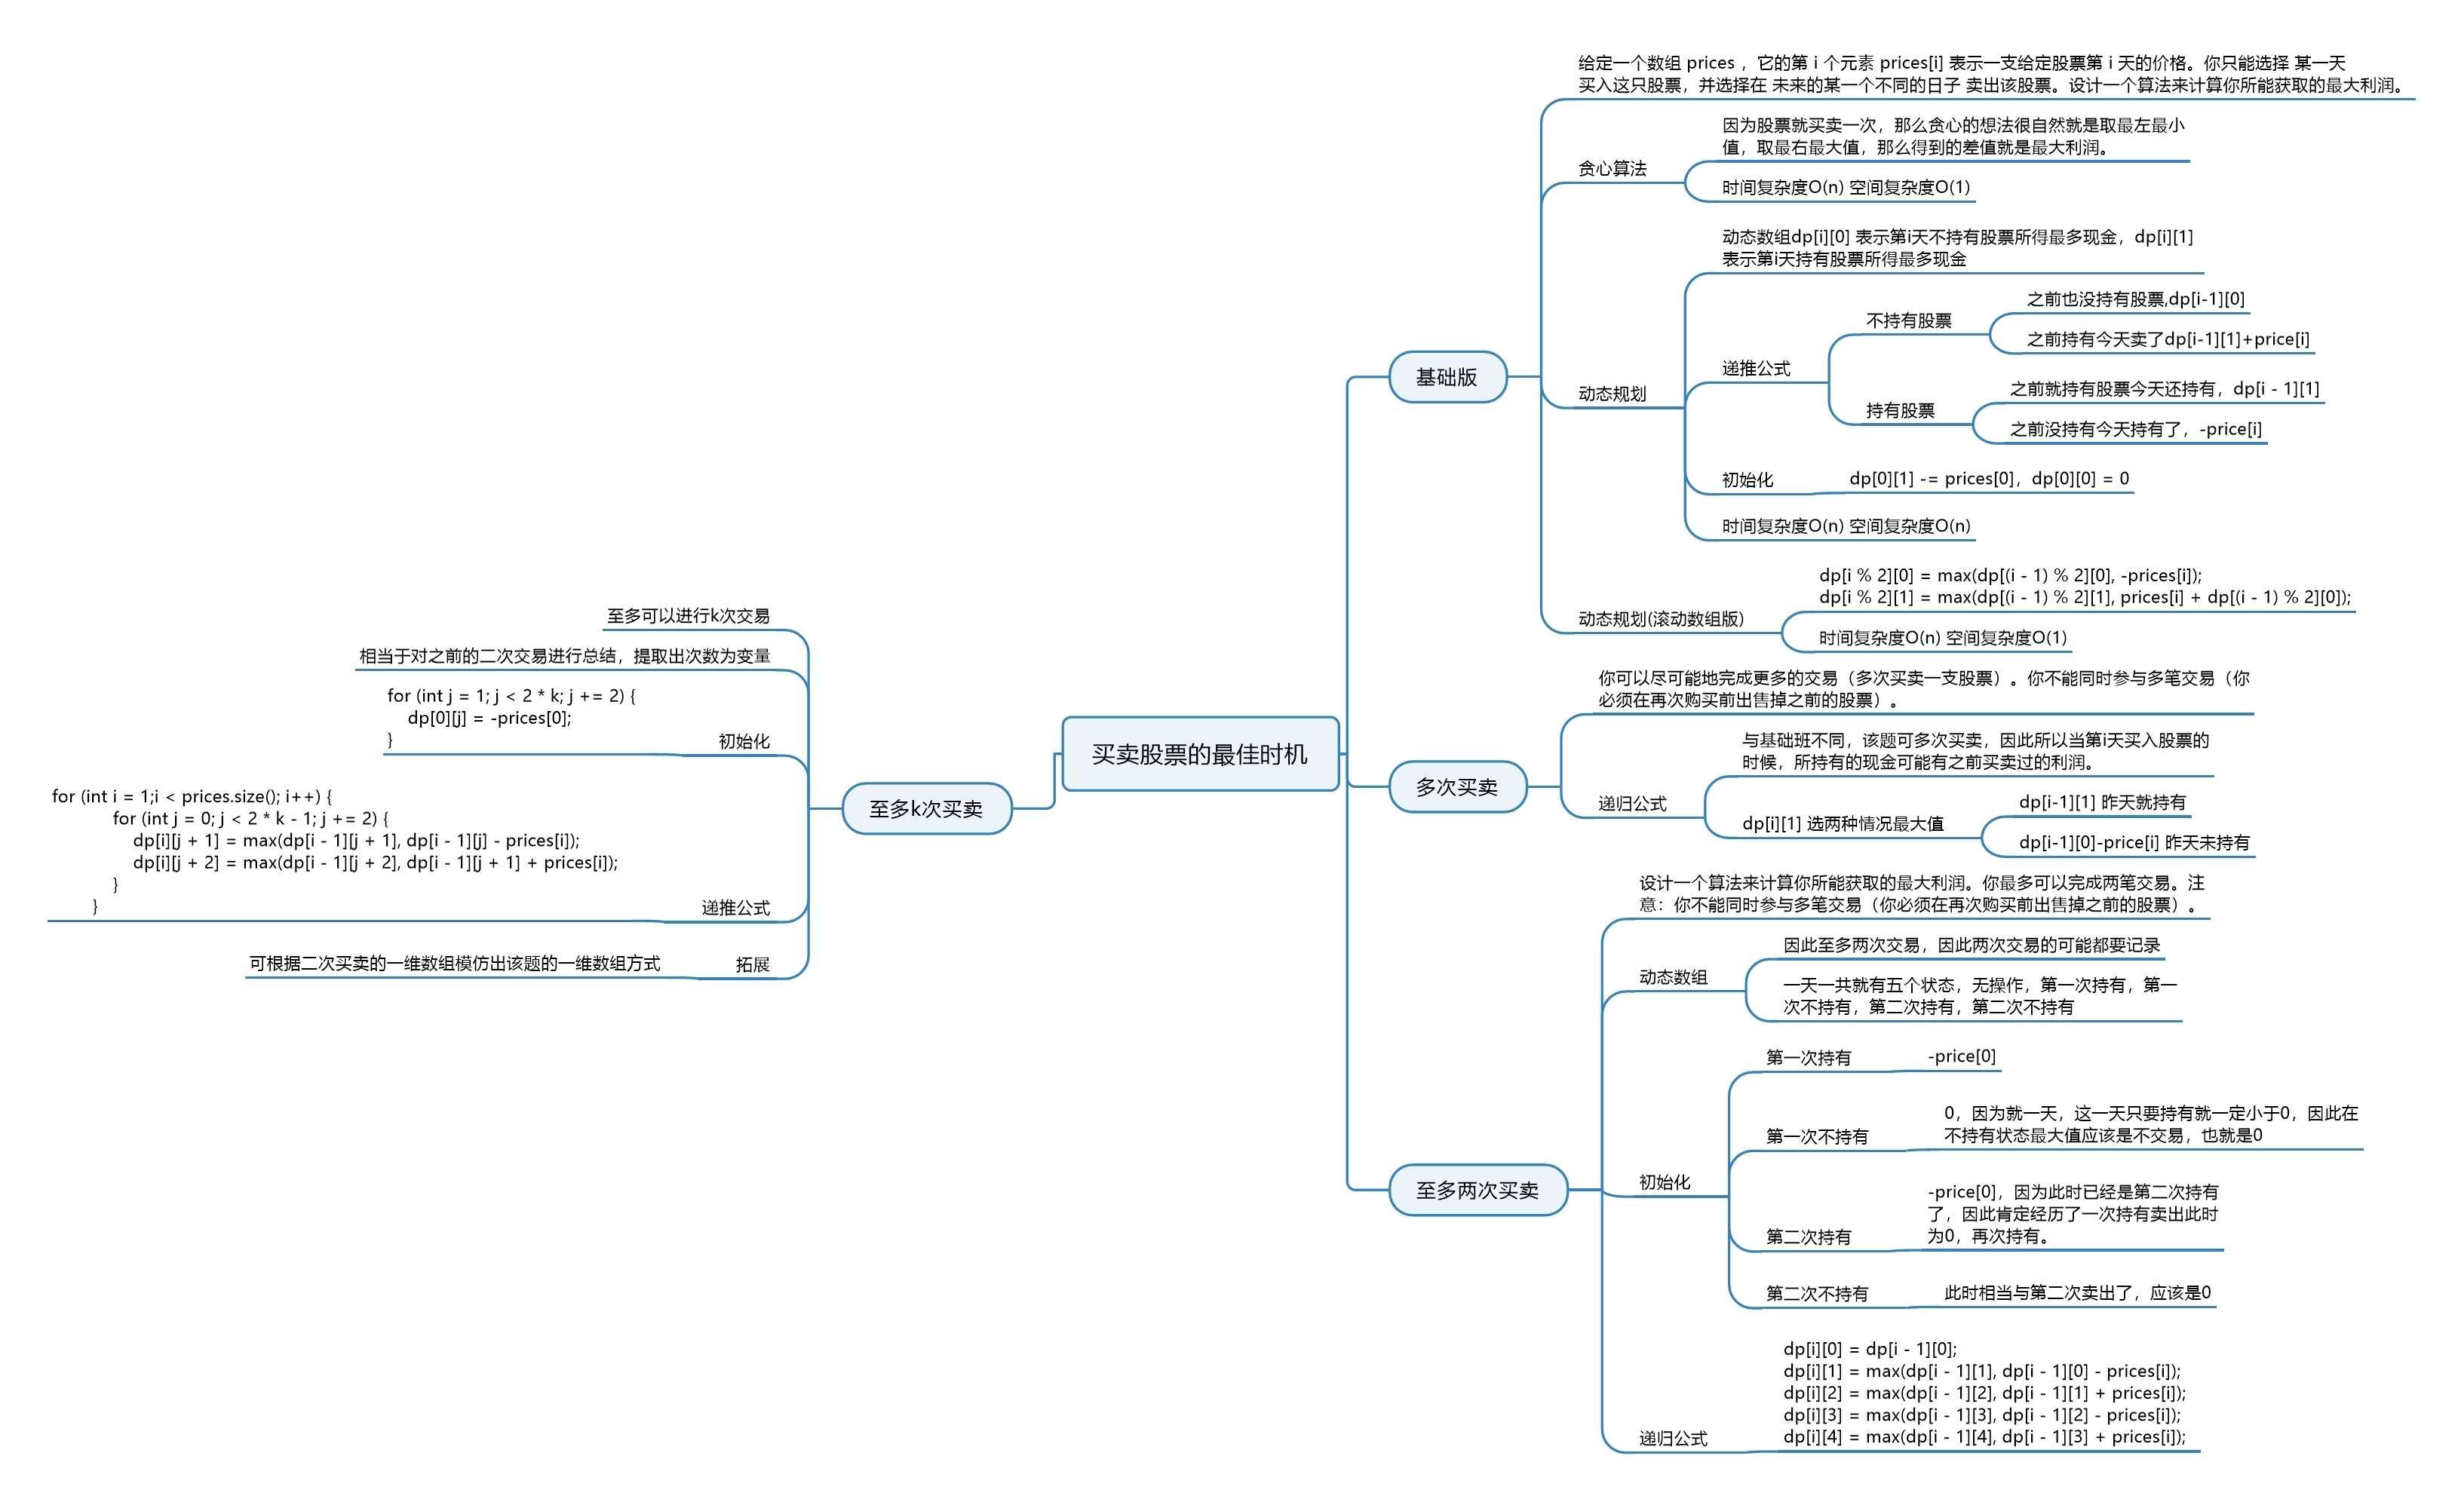 买卖股票的最佳时机
基础版
给定一个数组 prices ，它的第 i 个元素 prices[i] 表示一支给定股票第 i 天的价格。你只能选择 某一天
买入这只股票，并选择在 未来的某一个不同的日子 卖出该股票。设计一个算法来计算你所能获取的最大利润。
贪心算法
因为股票就买卖一次，那么贪心的想法很自然就是取最左最小
值，取最右最大值，那么得到的差值就是最大利润。
时间复杂度O(n) 空间复杂度O(1)
动态规划
动态数组dp[i][0] 表示第i天不持有股票所得最多现金，dp[i][1]
表示第i天持有股票所得最多现金
递推公式
不持有股票
之前也没持有股票,dp[i-1][0]
之前持有今天卖了dp[i-1][1]+price[i]
持有股票
之前就持有股票今天还持有，dp[i - 1][1]
之前没持有今天持有了，-price[i]
初始化
dp[0][1] -= prices[0]，dp[0][0] = 0
时间复杂度O(n) 空间复杂度O(n)
动态规划(滚动数组版)
dp[i % 2][0] = max(dp[(i - 1) % 2][0], -prices[i]);
dp[i % 2][1] = max(dp[(i - 1) % 2][1], prices[i] + dp[(i - 1) % 2][0]);
时间复杂度O(n) 空间复杂度O(1)
多次买卖
你可以尽可能地完成更多的交易（多次买卖一支股票）。你不能同时参与多笔交易（你
必须在再次购买前出售掉之前的股票）。
递归公式
与基础班不同，该题可多次买卖，因此所以当第i天买入股票的
时候，所持有的现金可能有之前买卖过的利润。
dp[i][1] 选两种情况最大值
dp[i-1][1] 昨天就持有
dp[i-1][0]-price[i] 昨天未持有
至多两次买卖
设计一个算法来计算你所能获取的最大利润。你最多可以完成两笔交易。注
意：你不能同时参与多笔交易（你必须在再次购买前出售掉之前的股票）。
动态数组
因此至多两次交易，因此两次交易的可能都要记录
一天一共就有五个状态，无操作，第一次持有，第一
次不持有，第二次持有，第二次不持有
初始化
第一次持有
-price[0]
第一次不持有
0，因为就一天，这一天只要持有就一定小于0，因此在
不持有状态最大值应该是不交易，也就是0
第二次持有
-price[0]，因为此时已经是第二次持有
了，因此肯定经历了一次持有卖出此时
为0，再次持有。
第二次不持有
此时相当与第二次卖出了，应该是0
递归公式
dp[i][0] = dp[i - 1][0];
dp[i][1] = max(dp[i - 1][1], dp[i - 1][0] - prices[i]);
dp[i][2] = max(dp[i - 1][2], dp[i - 1][1] + prices[i]);
dp[i][3] = max(dp[i - 1][3], dp[i - 1][2] - prices[i]);
dp[i][4] = max(dp[i - 1][4], dp[i - 1][3] + prices[i]);
至多k次买卖
至多可以进行k次交易
相当于对之前的二次交易进行总结，提取出次数为变量
初始化
for (int j = 1; j < 2 * k; j += 2) {
dp[0][j] = -prices[0];
}
递推公式
for (int i = 1;i < prices.size(); i++) {
for (int j = 0; j < 2 * k - 1; j += 2) {
dp[i][j + 1] = max(dp[i - 1][j + 1], dp[i - 1][j] - prices[i]);
dp[i][j + 2] = max(dp[i - 1][j + 2], dp[i - 1][j + 1] + prices[i]);
}
}
拓展
可根据二次买卖的一维数组模仿出该题的一维数组方式